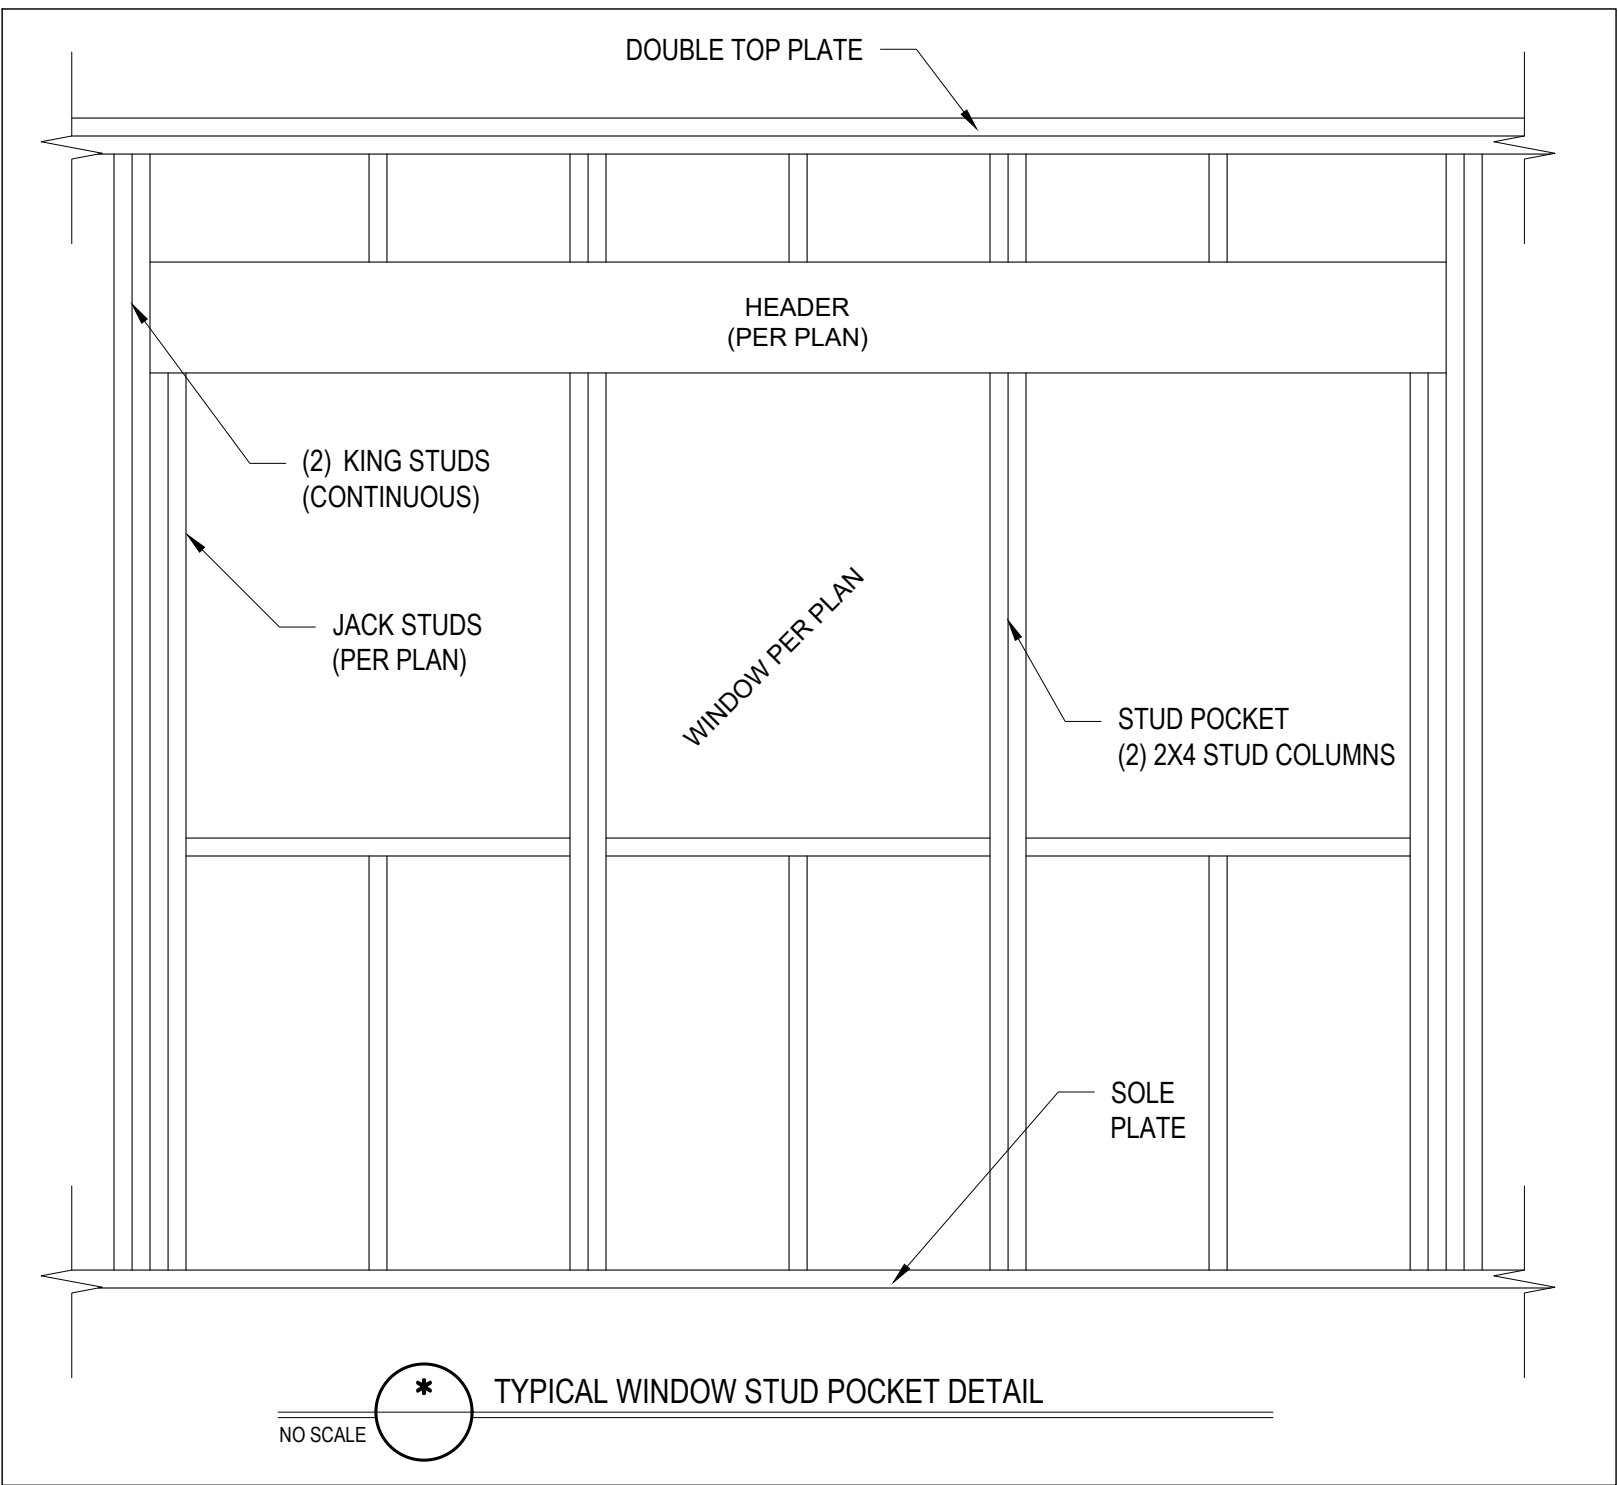 DOUBLE TOP PLATE
HEADER
(PER PLAN)
(2) KING STUDS
(CONTINUOUS)
JACK STUDS
(PER PLAN)
WINDOW PER PLAN
STUD POCKET
(2) 2X4 STUD COLUMNS
SOLE
PLATE
*
TYPICAL WINDOW STUD POCKET DETAIL
NO SCALE